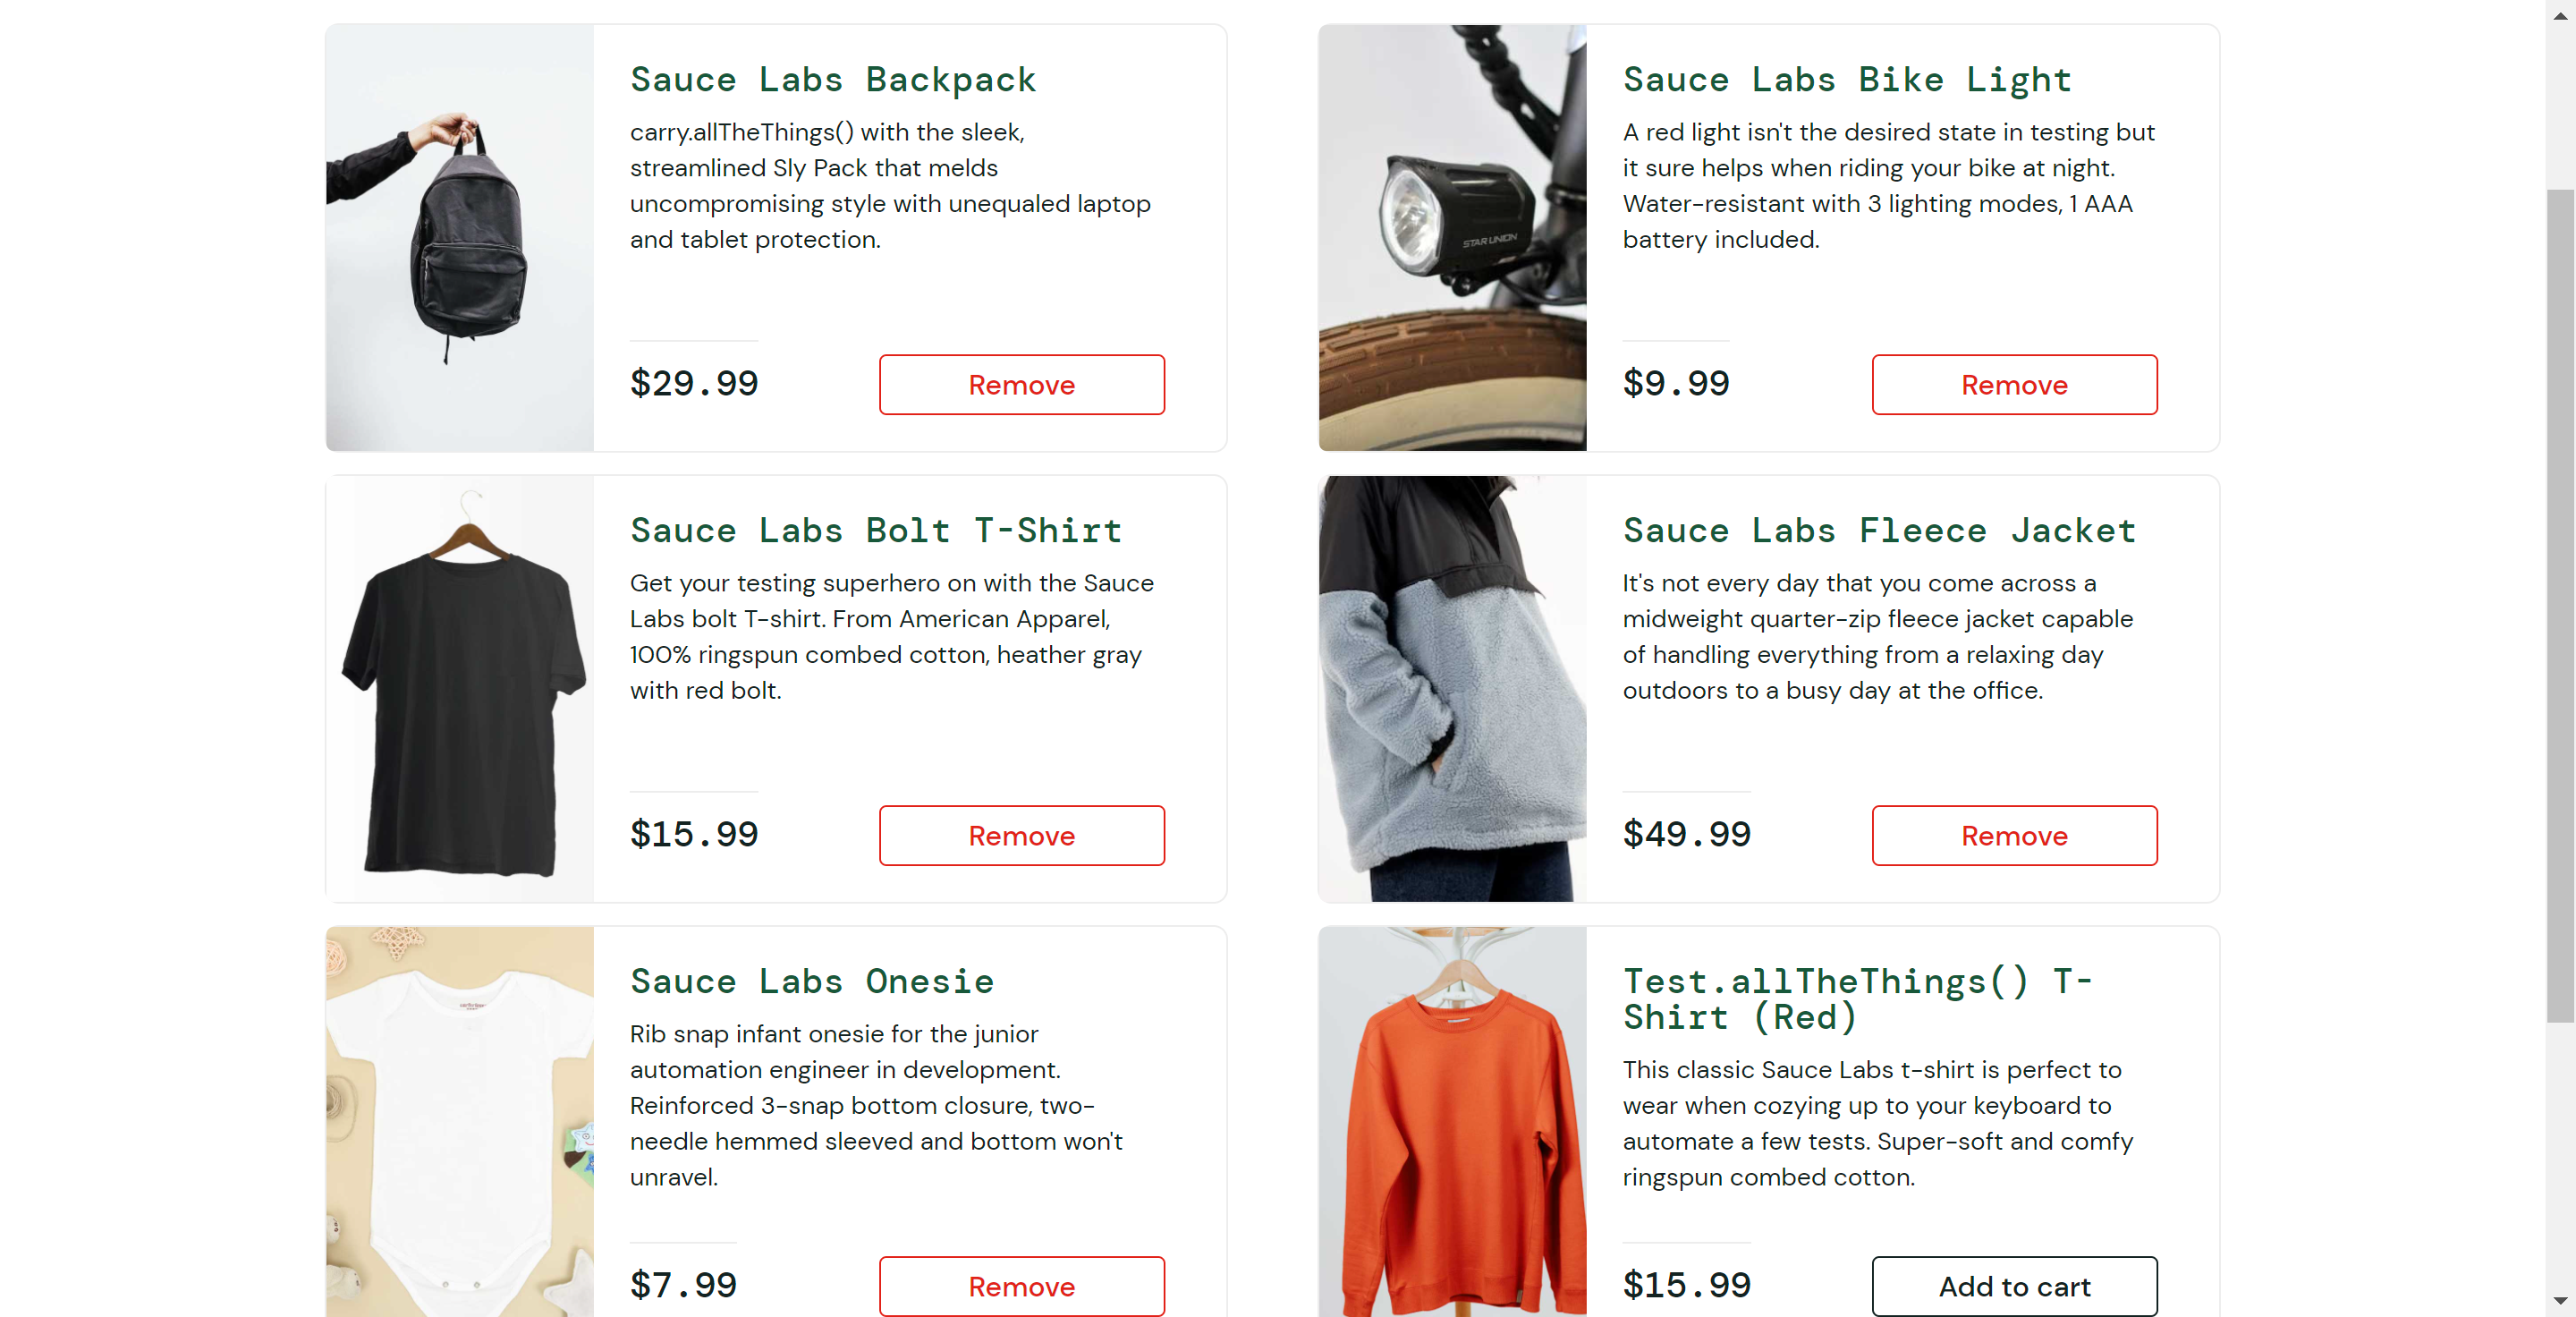 Sauce Labs Backpack
carry.allTheThings() with the sleek,
streamlined Sly Pack that melds
uncompromising style with unequaled laptop
and tablet protection.
$29.99
Remove
Sauce Labs Bike Light
A red light isn't the desired state in testing but
it sure helps when riding your bike at night.
Water-resistant with 3 lighting modes, 1 AAA
battery included.
$9.99
Remove
STAR UNION
Sauce Labs Bolt T-Shirt
Get your testing superhero on with the Sauce
Labs bolt T-shirt. From American Apparel,
100% ringspun combed cotton, heather gray
with red bolt.
$15.99
Remove
Sauce Labs Fleece Jacket
It's not every day that you come across a
midweight quarter-zip fleece jacket capable
of handling everything from a relaxing day
outdoors to a busy day at the office.
$49.99
Remove
Sauce Labs Onesie
Rib snap infant onesie for the junior
automation engineer in development.
Reinforced 3-snap bottom closure, two-
needle hemmed sleeved and bottom won't
unravel.
$7.99
Remove
Test.allTheThings() T-
Shirt (Red)
This classic Sauce Labs t-shirt is perfect to
wear when cozying up to your keyboard to
automate a few tests. Super-soft and comfy
ringspun combed cotton.
$15.99
Add to cart